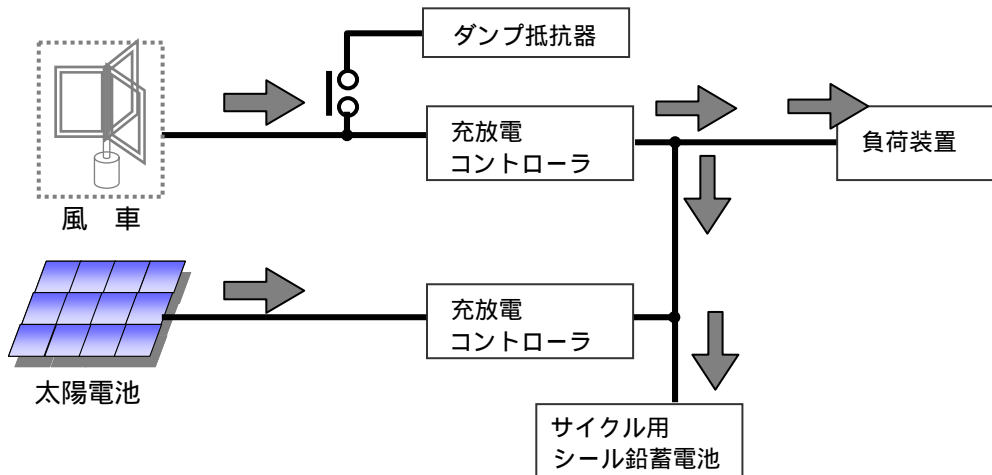 ダンプ抵抗器
充放電
コントローラ
負荷装置
風　車
充放電
コントローラ
太陽電池
サイクル用
シール鉛蓄電池